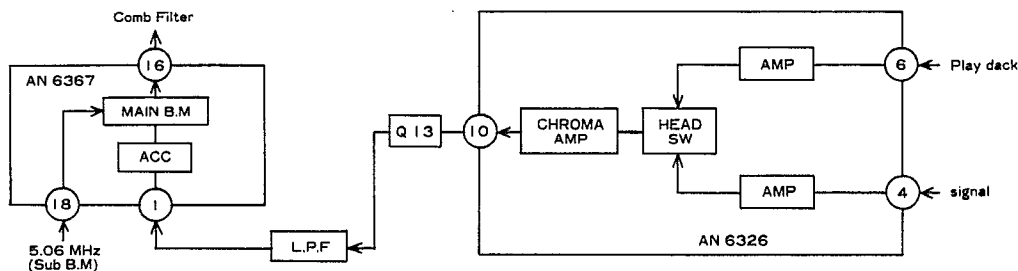 Comb Filter
AN 6367
16
MAIN B.M
ACC
18
1
5.06 MHz
(Sub B.M)
L.P.F
Q 13
10
CHROMA
AMP
HEAD
SW
AMP
6
Play dack
AMP
4
signal
AN 6326